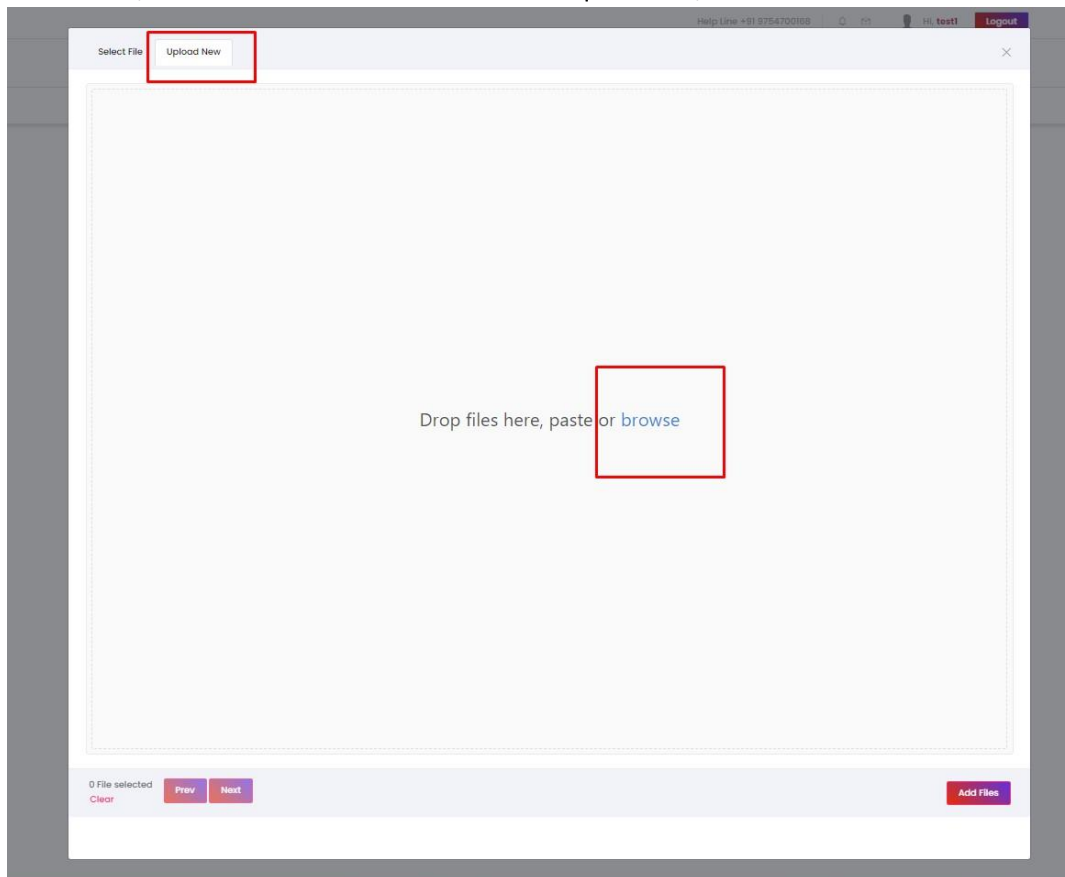 Help Line +91 9754700188 Hi, test1 Logout
Select File Upload New
Drop files here, paste or browse
0 File selected Prev Next Add Files
Clear